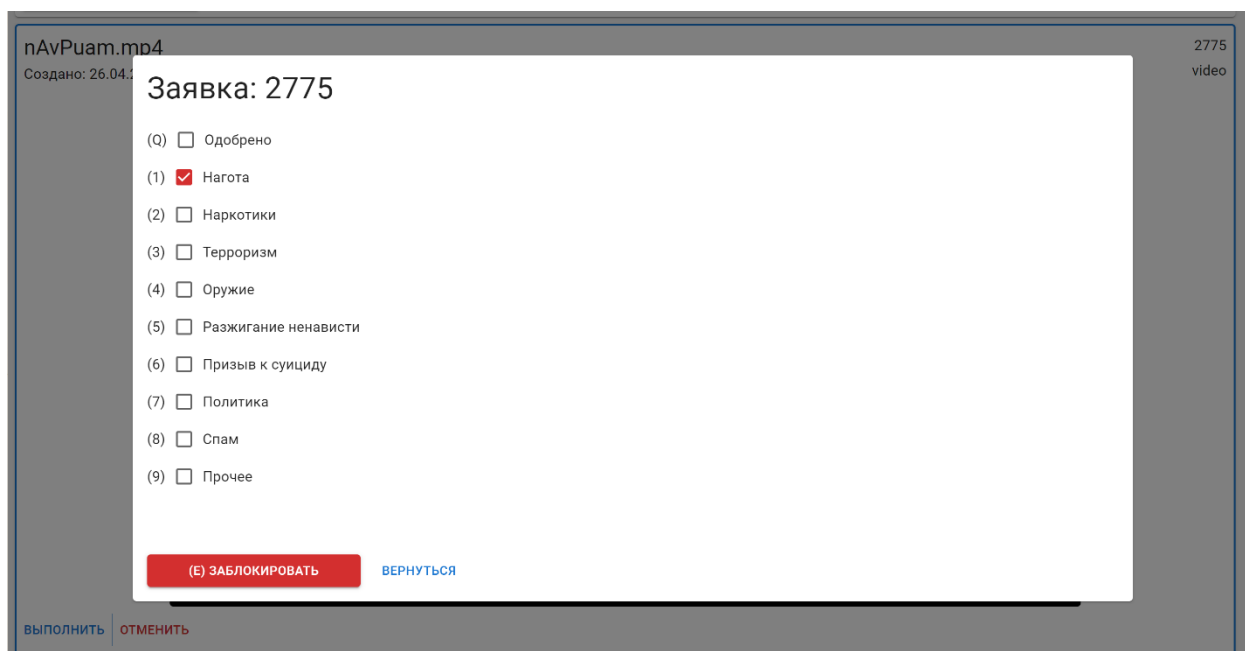 nAvPuam.mp4
2775
Создано: 26.04.2
video
Заявка: 2775
(Q) Одобрено
(1) Нагота
(2) Наркотики
(3) Терроризм
(4) Оружие
(5) Разжигание ненависти
(6) Призыв к суициду
(7) Политика
(8) Спам
(9) Прочее
(E) ЗАБЛОКИРОВАТЬ ВЕРНУТЬСЯ
ВЫПОЛНИТЬ ОТМЕНИТЬ